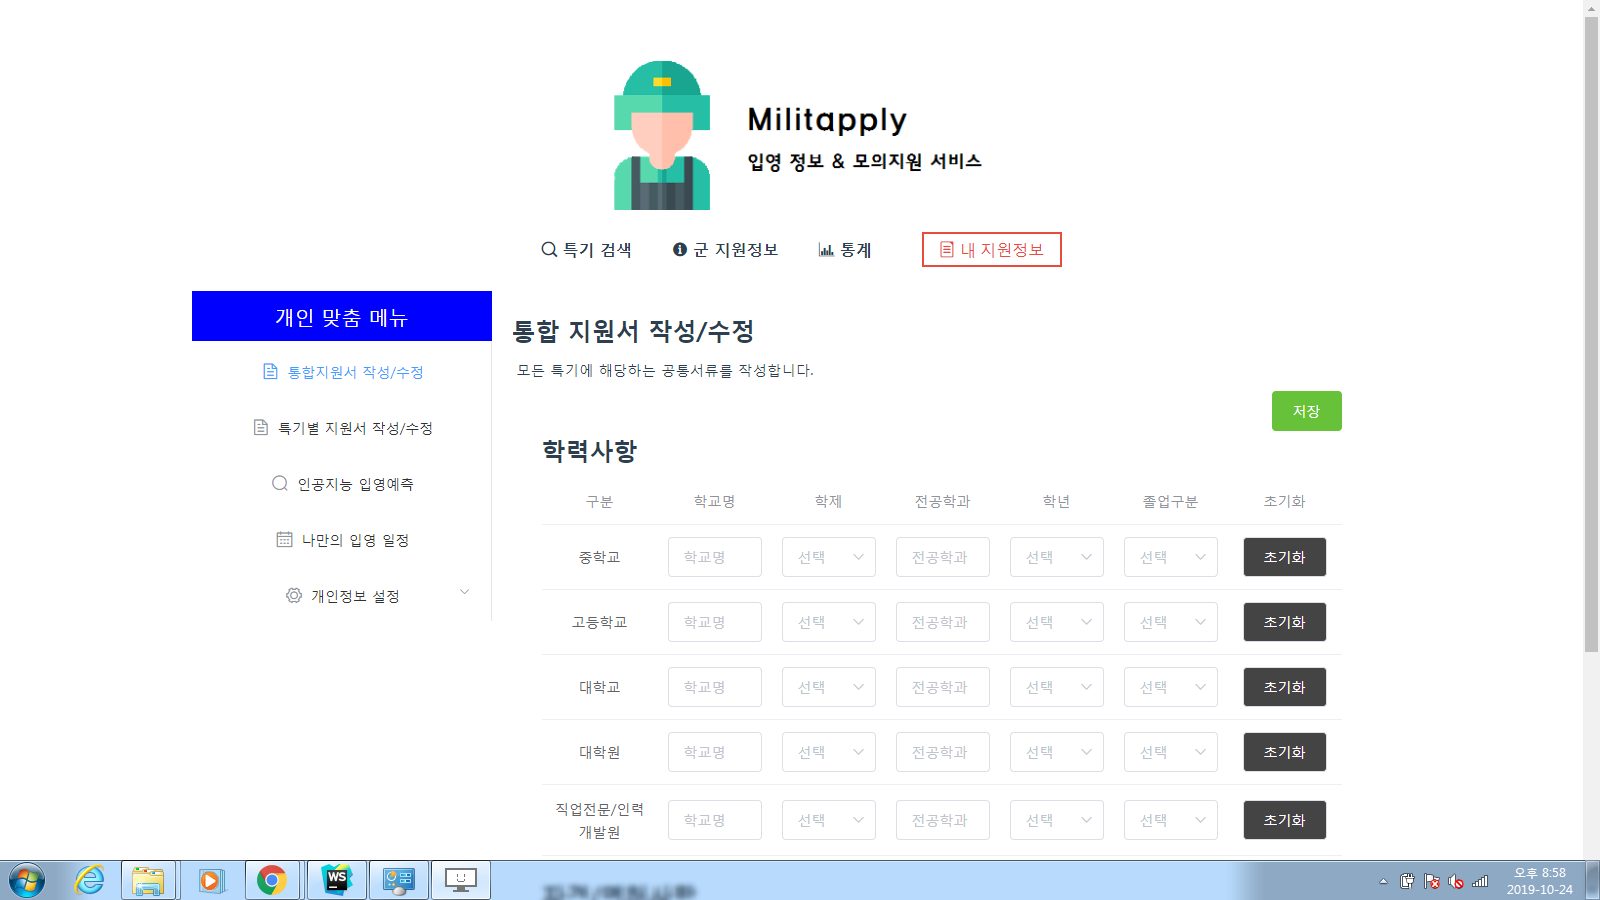 Militapply
입영 정보 & 모의지원 서비스
특기 검색 군 지원정보 통계 내 지원정보
개인 맞춤 메뉴
통합지원서 작성/수정
특기별 지원서 작성/수정
인공지능 입영예측
나만의 입영 일정
개인정보 설정
통합 지원서 작성/수정
모든 특기에 해당하는 공통서류를 작성합니다.
저장
학력사항
구분 학교명 학제 전공학과 학년 졸업구분 초기화
중학교 학교명 선택 전공학과 선택 선택 초기화
고등학교 학교명 선택 전공학과 선택 선택 초기화
대학교 학교명 선택 전공학과 선택 선택 초기화
대학원 학교명 선택 전공학과 선택 선택 초기화
직업전문/인력
개발원 학교명 선택 전공학과 선택 선택 초기화
WS
오후 8:58
2019-10-24